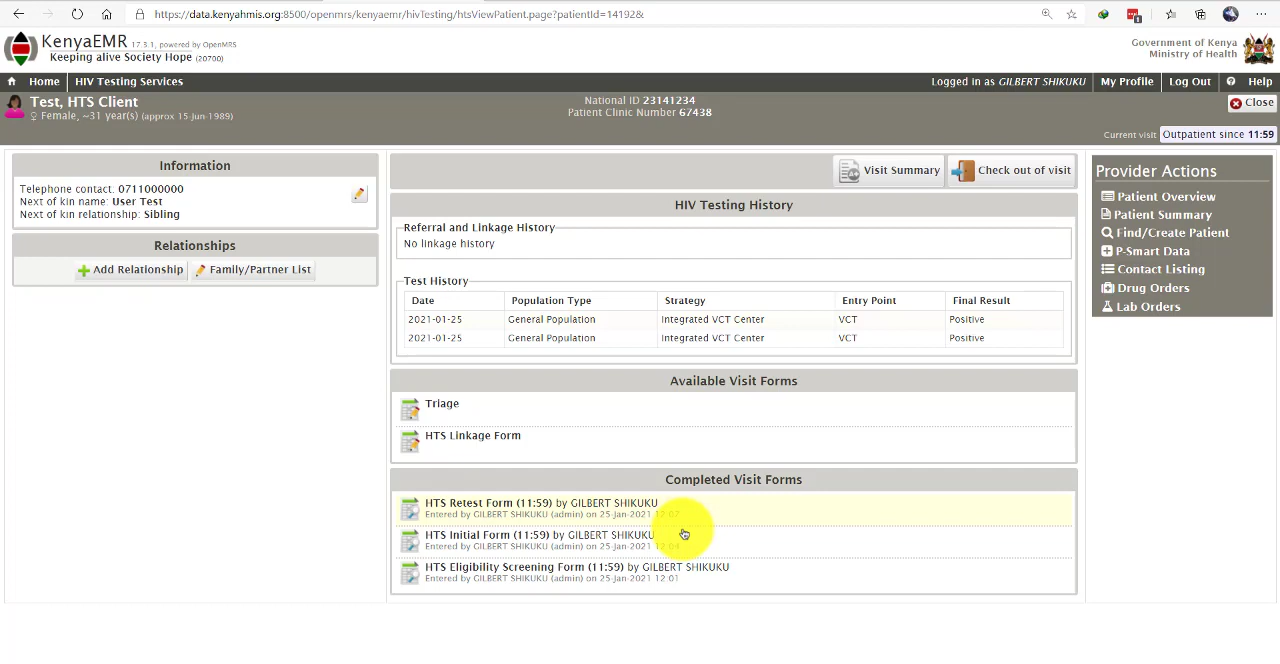 https://data.kenyahmis.org:8500/openmrs/kenyaemr/hivTesting/htsViewPatient.page?patientId=14192&
KenyaEMR 17.3.1, powered by OpenMRS
Keeping alive Society Hope (20700)
Government of Kenya
Ministry of Health
Home HIV Testing Services Logged in as GILBERT SHIKUKU My Profile Log Out Help
Test, HTS Client
Female, ~31 year(s) (approx 15-Jun-1989)
National ID 23141234
Patient Clinic Number 67438
Close
Current visit Outpatient since 11:59
Information
Telephone contact: 0711000000
Next of kin name: User Test
Next of kin relationship: Sibling
Relationships
Add Relationship Family/Partner List
Visit Summary Check out of visit
HIV Testing History
Referral and Linkage History
No linkage history
Test History
Date Population Type Strategy Entry Point Final Result
2021-01-25 General Population Integrated VCT Center VCT Positive
2021-01-25 General Population Integrated VCT Center VCT Positive
Available Visit Forms
Triage
HTS Linkage Form
Completed Visit Forms
HTS Retest Form (11:59) by GILBERT SHIKUKU
Entered by GILBERT SHIKUKU (admin) on 25-Jan-2021 12:07
HTS Initial Form (11:59) by GILBERT SHIKUKU
Entered by GILBERT SHIKUKU (admin) on 25-Jan-2021 12:04
HTS Eligibility Screening Form (11:59) by GILBERT SHIKUKU
Entered by GILBERT SHIKUKU (admin) on 25-Jan-2021 12:01
Provider Actions
Patient Overview
Patient Summary
Find/Create Patient
P-Smart Data
Contact Listing
Drug Orders
Lab Orders